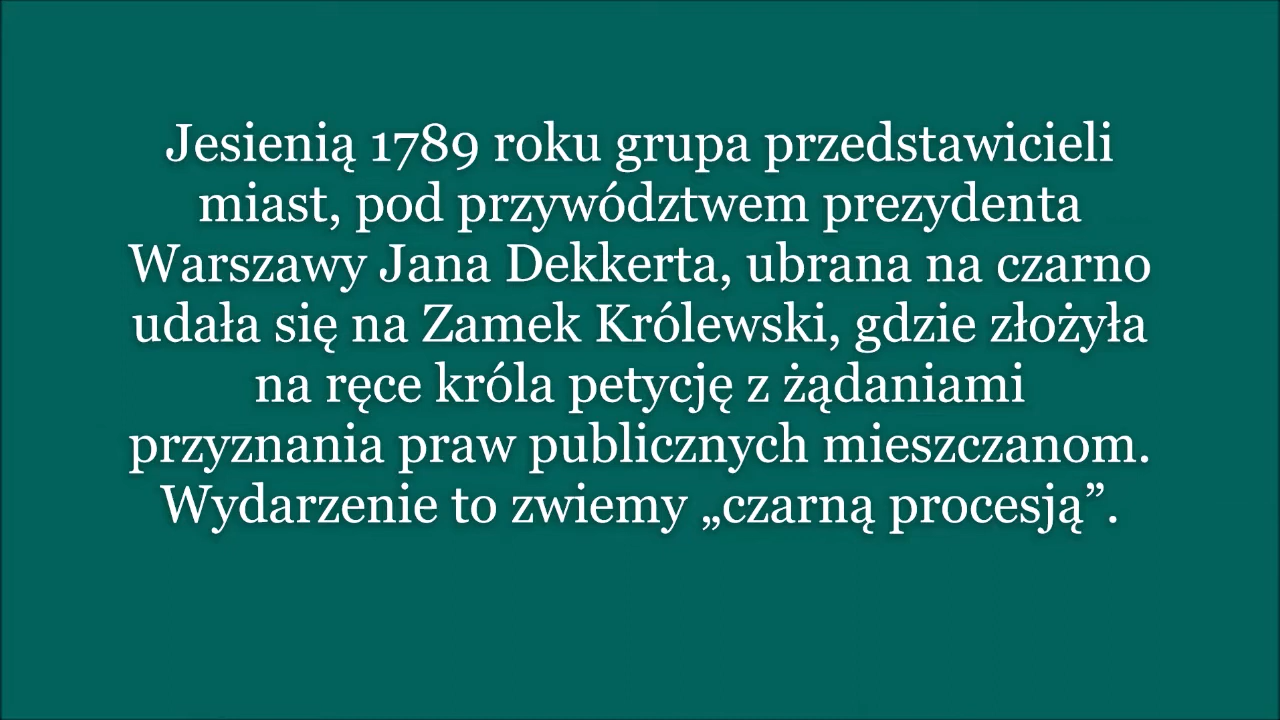 Jesienią 1789 roku grupa przedstawicieli
miast, pod przywództwem prezydenta
Warszawy Jana Dekkerta, ubrana na czarno
udała się na Zamek Królewski, gdzie złożyła
na ręce króla petycję z żądaniami
przyznania praw publicznych mieszczanom.
Wydarzenie to zwiemy „czarną procesją”.